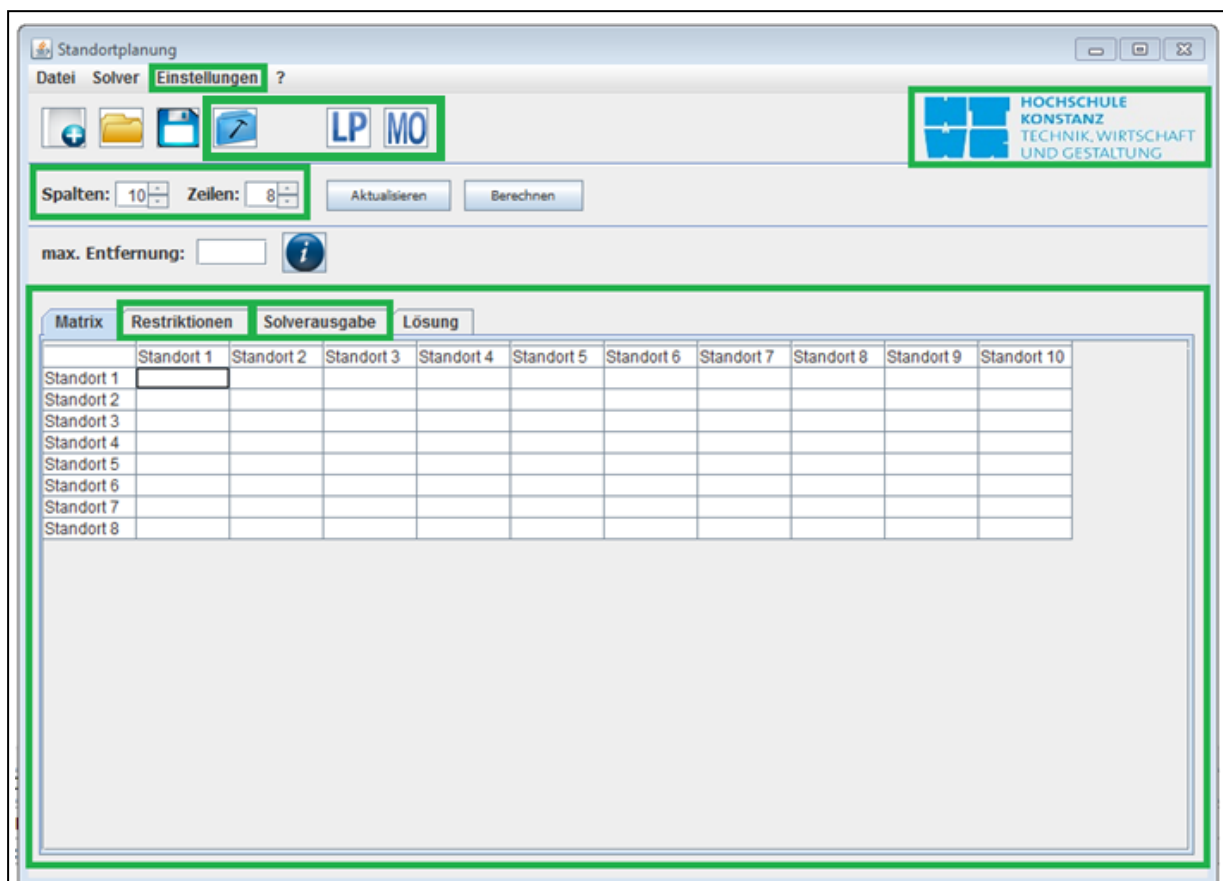 Standortplanung
Datei Solver Einstellungen ?
LP MO
HOCHSCHULE
KONSTANZ
TECHNIK, WIRTSCHAFT
UND GESTALTUNG
Spalten: 10 Zeilen: 8 Aktualisieren Berechnen
max. Entfernung: i
Matrix Restriktionen Solverausgabe Lösung
Standort 1 Standort 2 Standort 3 Standort 4 Standort 5 Standort 6 Standort 7 Standort 8 Standort 9 Standort 10
Standort 1
Standort 2
Standort 3
Standort 4
Standort 5
Standort 6
Standort 7
Standort 8